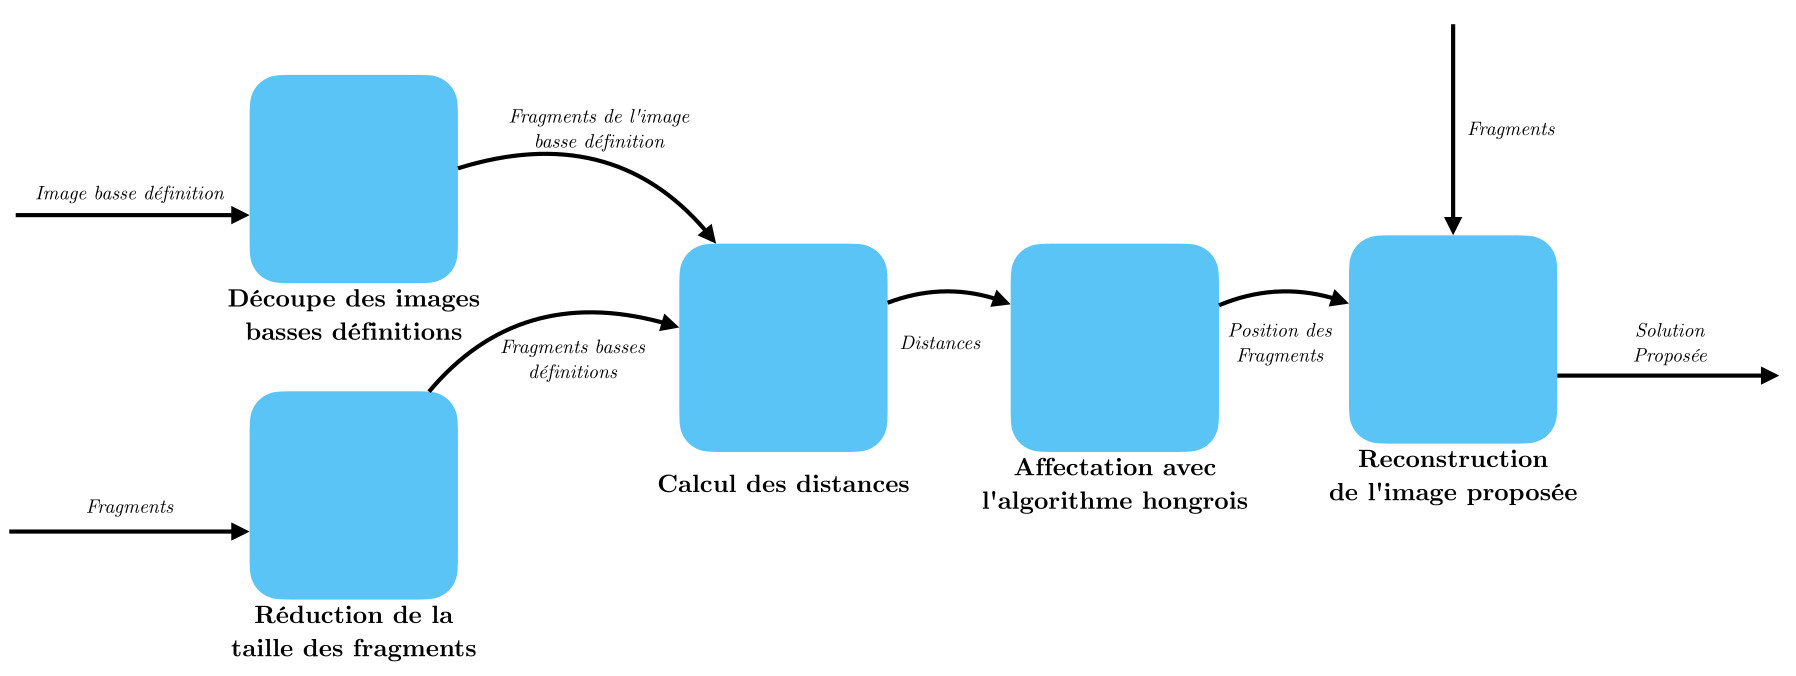 Image basse définition
Découpe des images
basses définitions
Fragments de l'image
basse définition
Fragments
Réduction de la
taille des fragments
Fragments basses
définitions
Calcul des distances
Distances
Affectation avec
l'algorithme hongrois
Position des
Fragments
Fragments
Reconstruction
de l'image proposée
Solution
Proposée